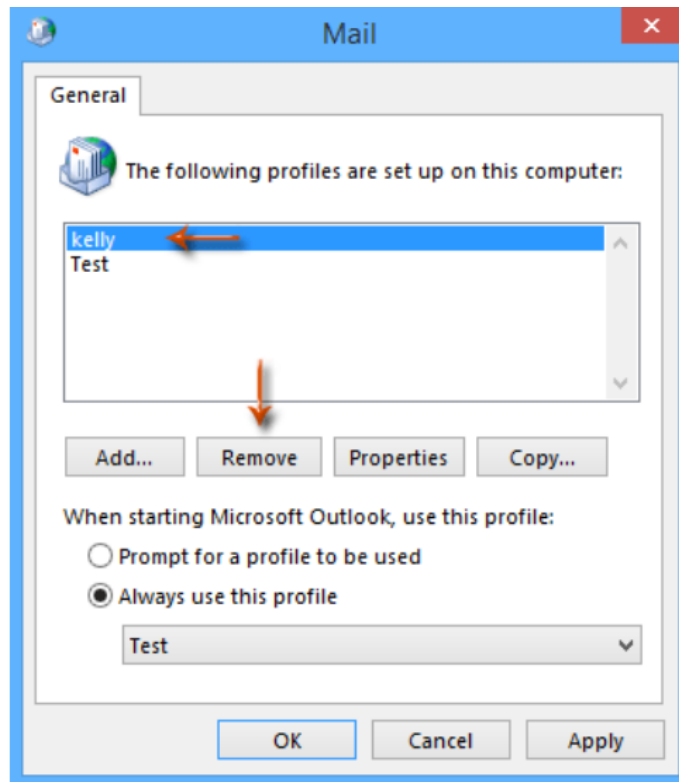 Mail
General
The following profiles are set up on this computer:
kelly
Test
Add... Remove Properties Copy...
When starting Microsoft Outlook, use this profile:
Prompt for a profile to be used
Always use this profile
Test
OK Cancel Apply